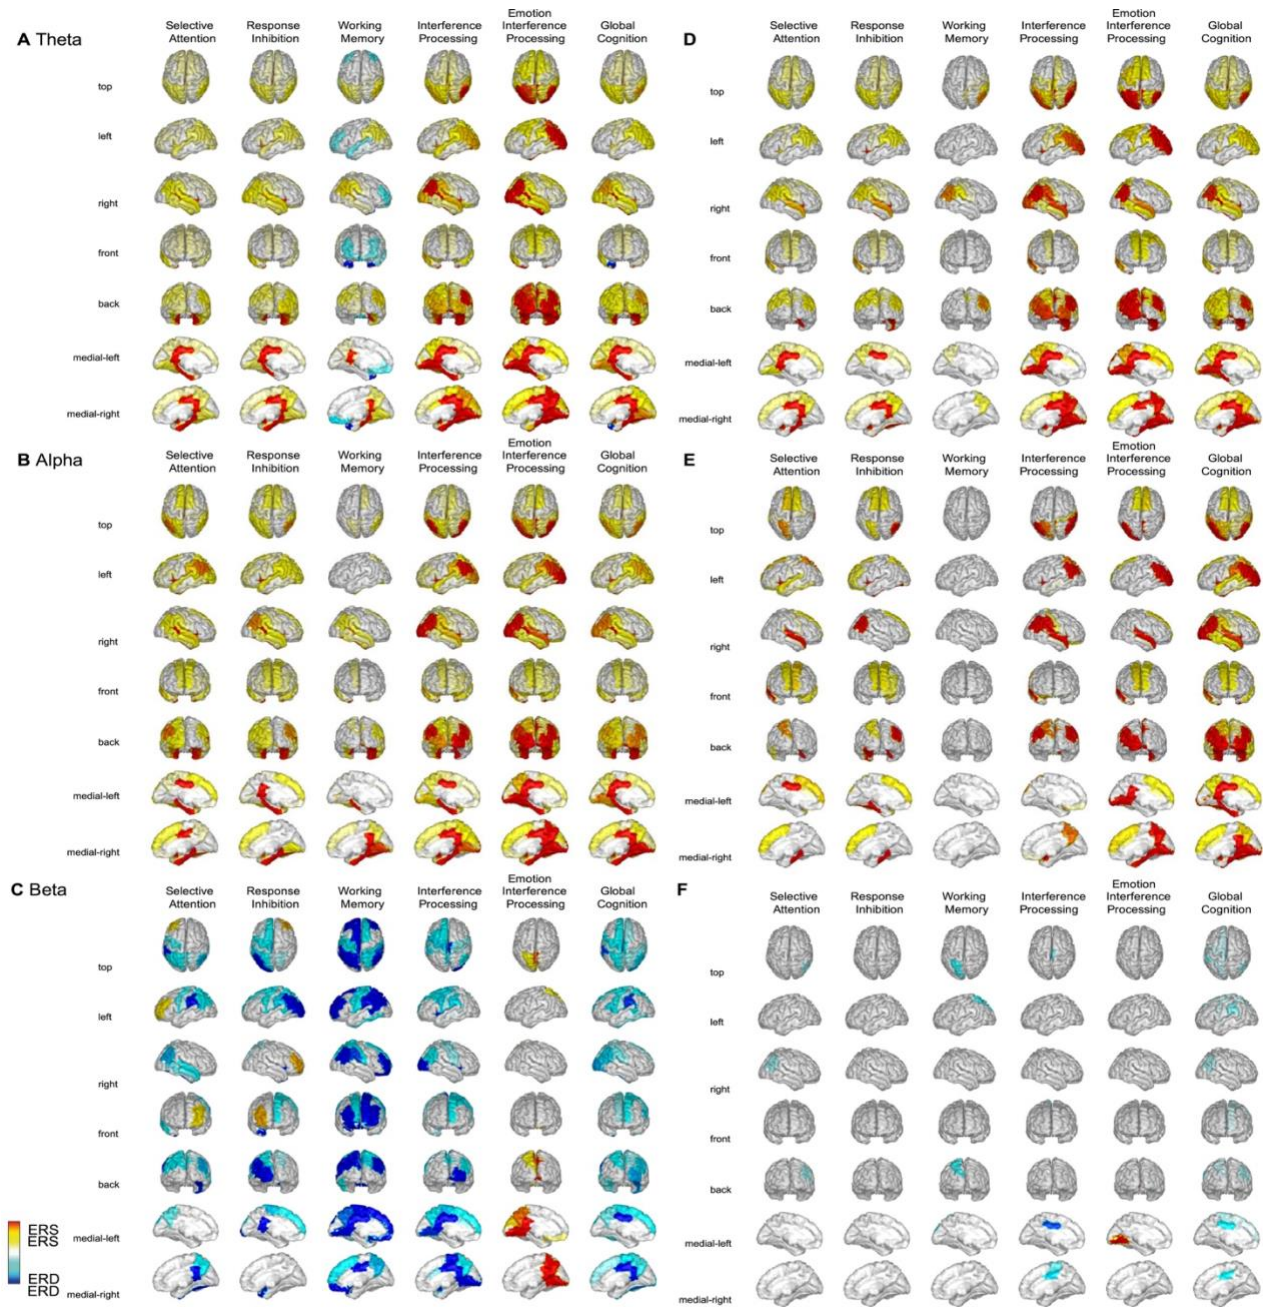 A Theta
Selective Attention
Response Inhibition
Working Memory
Interference Processing
Emotion Interference Processing
Global Cognition
top
left
right
front
back
medial-left
medial-right
B Alpha
Selective Attention
Response Inhibition
Working Memory
Interference Processing
Emotion Interference Processing
Global Cognition
top
left
right
front
back
medial-left
medial-right
C Beta
Selective Attention
Response Inhibition
Working Memory
Interference Processing
Emotion Interference Processing
Global Cognition
top
left
right
front
back
medial-left
medial-right
ERS
ERS
ERD
ERD
D
Selective Attention
Response Inhibition
Working Memory
Interference Processing
Emotion Interference Processing
Global Cognition
top
left
right
front
back
medial-left
medial-right
E
Selective Attention
Response Inhibition
Working Memory
Interference Processing
Emotion Interference Processing
Global Cognition
top
left
right
front
back
medial-left
medial-right
F
Selective Attention
Response Inhibition
Working Memory
Interference Processing
Emotion Interference Processing
Global Cognition
top
left
right
front
back
medial-left
medial-right